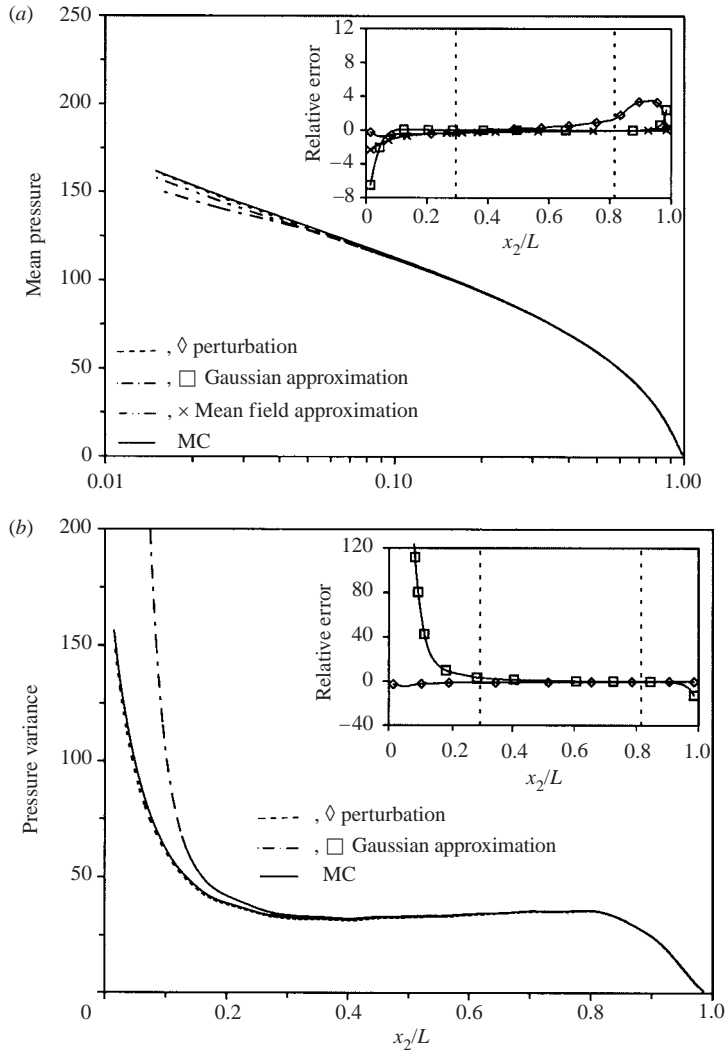 (a)
250
200
150
100
50
0
Mean pressure
0.01
0.10
1.00
12
8
4
0
−4
−8
Relative error
0
0.2
0.4
0.6
0.8
1.0
x₂/L
, ◊ perturbation
, □ Gaussian approximation
, × Mean field approximation
MC
(b)
200
150
100
50
Pressure variance
0
0.2
0.4
0.6
0.8
1.0
x₂/L
120
80
40
0
−40
Relative error
0
0.2
0.4
0.6
0.8
1.0
x₂/L
, ◊ perturbation
, □ Gaussian approximation
MC